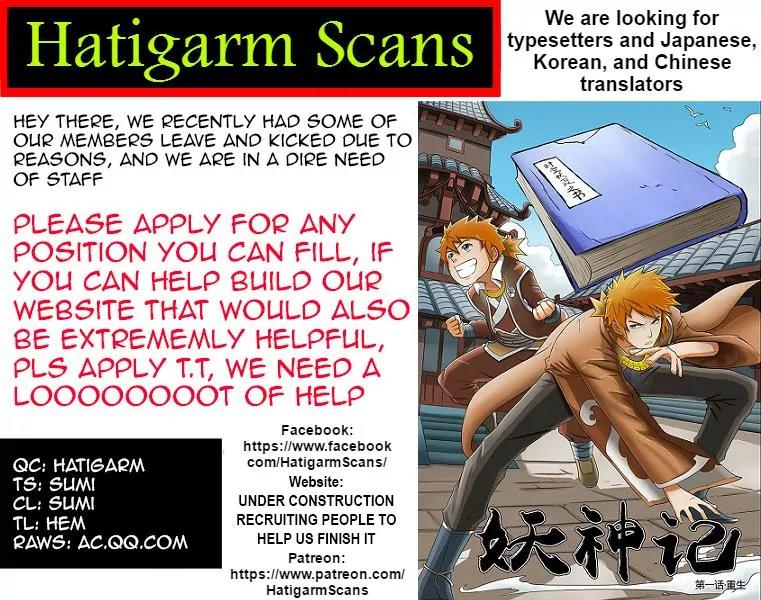 Hatigarm Scans
We are looking for
typesetters and Japanese,
Korean, and Chinese
translators
HEY THERE, WE RECENTLY HAD SOME OF
OUR MEMBERS LEAVE AND KICKED DUE TO
REASONS, AND WE ARE IN A DIRE NEED
OF STAFF
PLEASE APPLY FOR ANY
POSITION YOU CAN FILL, IF
YOU CAN HELP BUILD OUR
WEBSITE THAT WOULD ALSO
BE EXTREMEMLY HELPFUL,
PLS APPLY T.T, WE NEED A
LOOOOOOOOT OF HELP
QC: HATIGARM
TS: SUMI
CL: SUMI
TL: HEM
RAWS: AC.QQ.COM
Facebook:
https://www.facebook
com/HatigarmScans/
Website:
UNDER CONSTRUCTION
RECRUITING PEOPLE TO
HELP US FINISH IT
Patreon:
https://www.patreon.com/
HatigarmScans
妖神记
第一话·重生